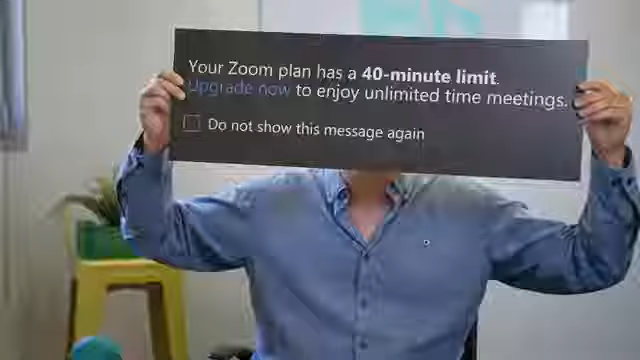 Your Zoom plan has a 40-minute limit.
Upgrade now to enjoy unlimited time meetings.
Do not show this message again